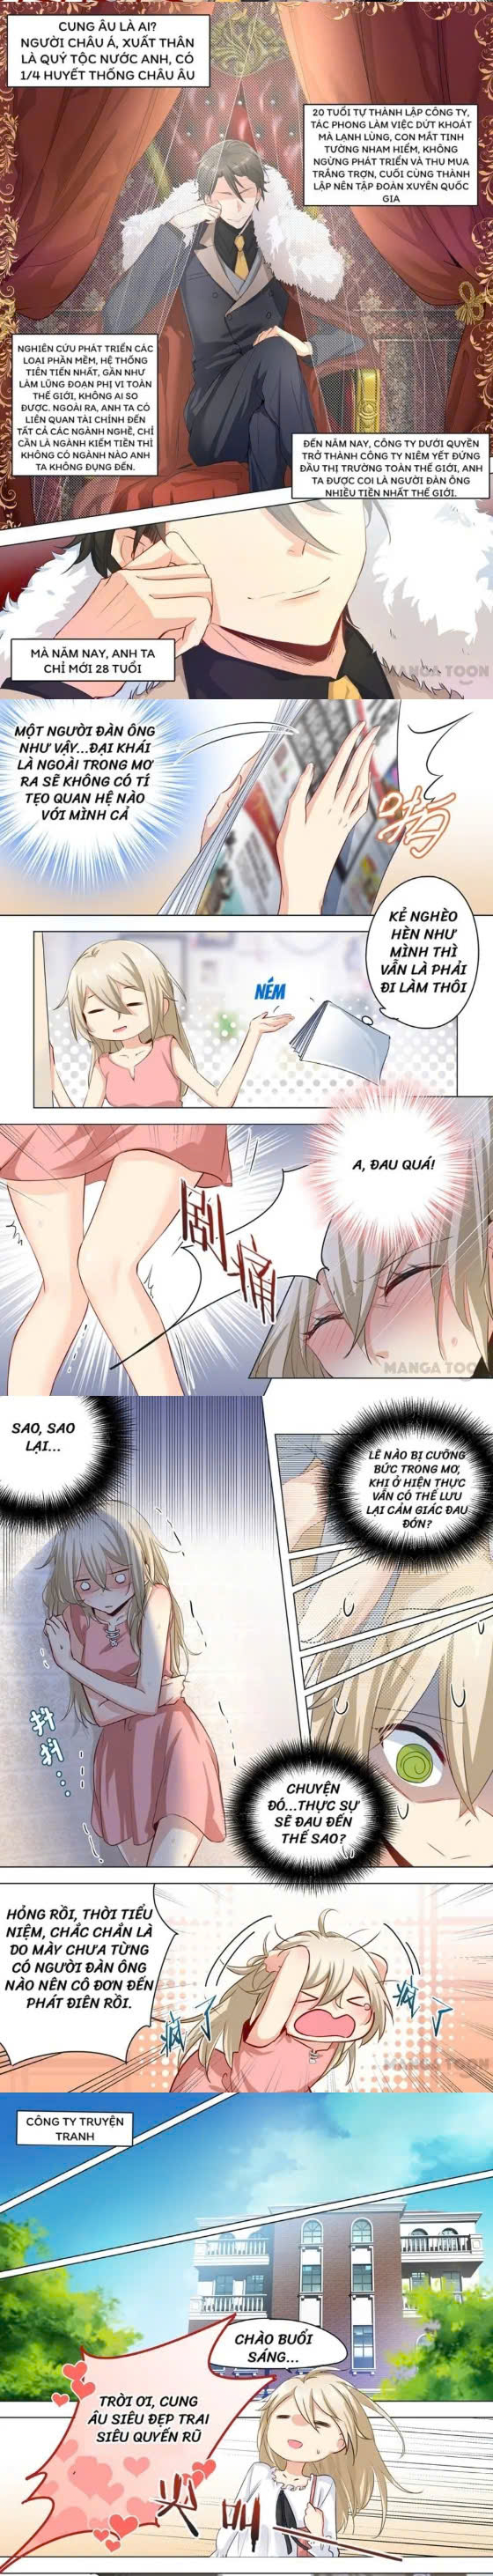 CUNG ÂU LÀ AI?
NGƯỜI CHÂU Á, XUẤT THÂN
LÀ QUÝ TỘC NƯỚC ANH, CÓ
1/4 HUYẾT THỐNG CHÂU ÂU
20 TUỔI TỰ THÀNH LẬP CÔNG TY,
TÁC PHONG LÀM VIỆC DỨT KHOÁT
MÀ LẠNH LÙNG, CON MẮT TINH
TƯỜNG NHAM HIỂM, KHÔNG
NGỪNG PHÁT TRIỂN VÀ THU MUA
TRẮNG TRỢN, CUỐI CÙNG THÀNH
LẬP NÊN TẬP ĐOÀN XUYÊN QUỐC
GIA
NGHIÊN CỨU PHÁT TRIỂN CÁC
LOẠI PHẦN MỀM, HỆ THỐNG
TIÊN TIẾN NHẤT, GẦN NHƯ
LÀM LŨNG ĐOẠN PHỊ VI TOÀN
THẾ GIỚI, KHÔNG AI SO
ĐƯỢC. NGOÀI RA, ANH TA CÓ
LIÊN QUAN TÀI CHÍNH ĐẾN
TẤT CẢ CÁC NGÀNH NGHỀ, CHỈ
CẦN LÀ NGÀNH KIẾM TIỀN THÌ
KHÔNG CÓ NGÀNH NÀO ANH
TA KHÔNG ĐỤNG ĐẾN.
ĐẾN NĂM NAY, CÔNG TY DƯỚI QUYỀN
TRỞ THÀNH CÔNG TY NIÊM YẾT ĐỨNG
ĐẦU THỊ TRƯỜNG TOÀN THẾ GIỚI, ANH
TA ĐƯỢC COI LÀ NGƯỜI ĐÀN ÔNG
NHIỀU TIỀN NHẤT THẾ GIỚI.
MÀ NĂM NAY, ANH TA
CHỈ MỚI 28 TUỔI
MANGA TOON
MỘT NGƯỜI ĐÀN ÔNG
NHƯ VẬY...ĐẠI KHÁI
LÀ NGOÀI TRONG MƠ
RA SẼ KHÔNG CÓ TÍ
TẸO QUAN HỆ NÀO
VỚI MÌNH CẢ
KẺ NGHÈO
HÈN NHƯ
MÌNH THÌ
VẪN LÀ PHẢI
ĐI LÀM THÔI
NÉM
A, ĐAU QUÁ!
剧痛
MANGA TOON
SAO, SAO
LẠI...
LẼ NÀO BỊ CƯỠNG
BỨC TRONG MƠ,
KHI Ở HIỆN THỰC
VẪN CÓ THỂ LƯU
LẠI CẢM GIÁC ĐAU
ĐỚN?
抖
抖
CHUYỆN
ĐÓ...THỰC SỰ
SẼ ĐAU ĐẾN
THẾ SAO?
HỎNG RỒI, THỜI TIỂU
NIỆM, CHẮC CHẮN LÀ
DO MÀY CHƯA TỪNG
CÓ NGƯỜI ĐÀN ÔNG
NÀO NÊN CÔ ĐƠN ĐẾN
PHÁT ĐIÊN RỒI.
疯了
疯了
MANGA TOON
CÔNG TY TRUYỆN
TRANH
CHÀO BUỔI
SÁNG...
TRỜI ƠI, CUNG
ÂU SIÊU ĐẸP TRAI
SIÊU QUYẾN RŨ
尖叫